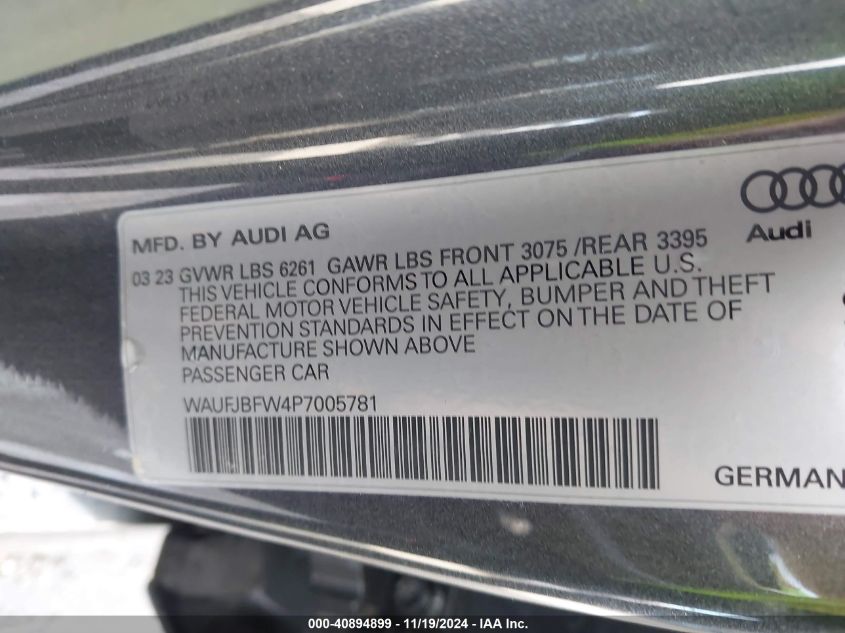 MFD. BY AUDI AG
Audi
03 23 GVWR LBS 6261 GAWR LBS FRONT 3075 /REAR 3395
THIS VEHICLE CONFORMS TO ALL APPLICABLE U.S.
FEDERAL MOTOR VEHICLE SAFETY, BUMPER AND THEFT
PREVENTION STANDARDS IN EFFECT ON THE DATE OF
MANUFACTURE SHOWN ABOVE
PASSENGER CAR
WAUFJBFW4P7005781
GERMAN
000-40894899 - 11/19/2024 - IAA Inc.